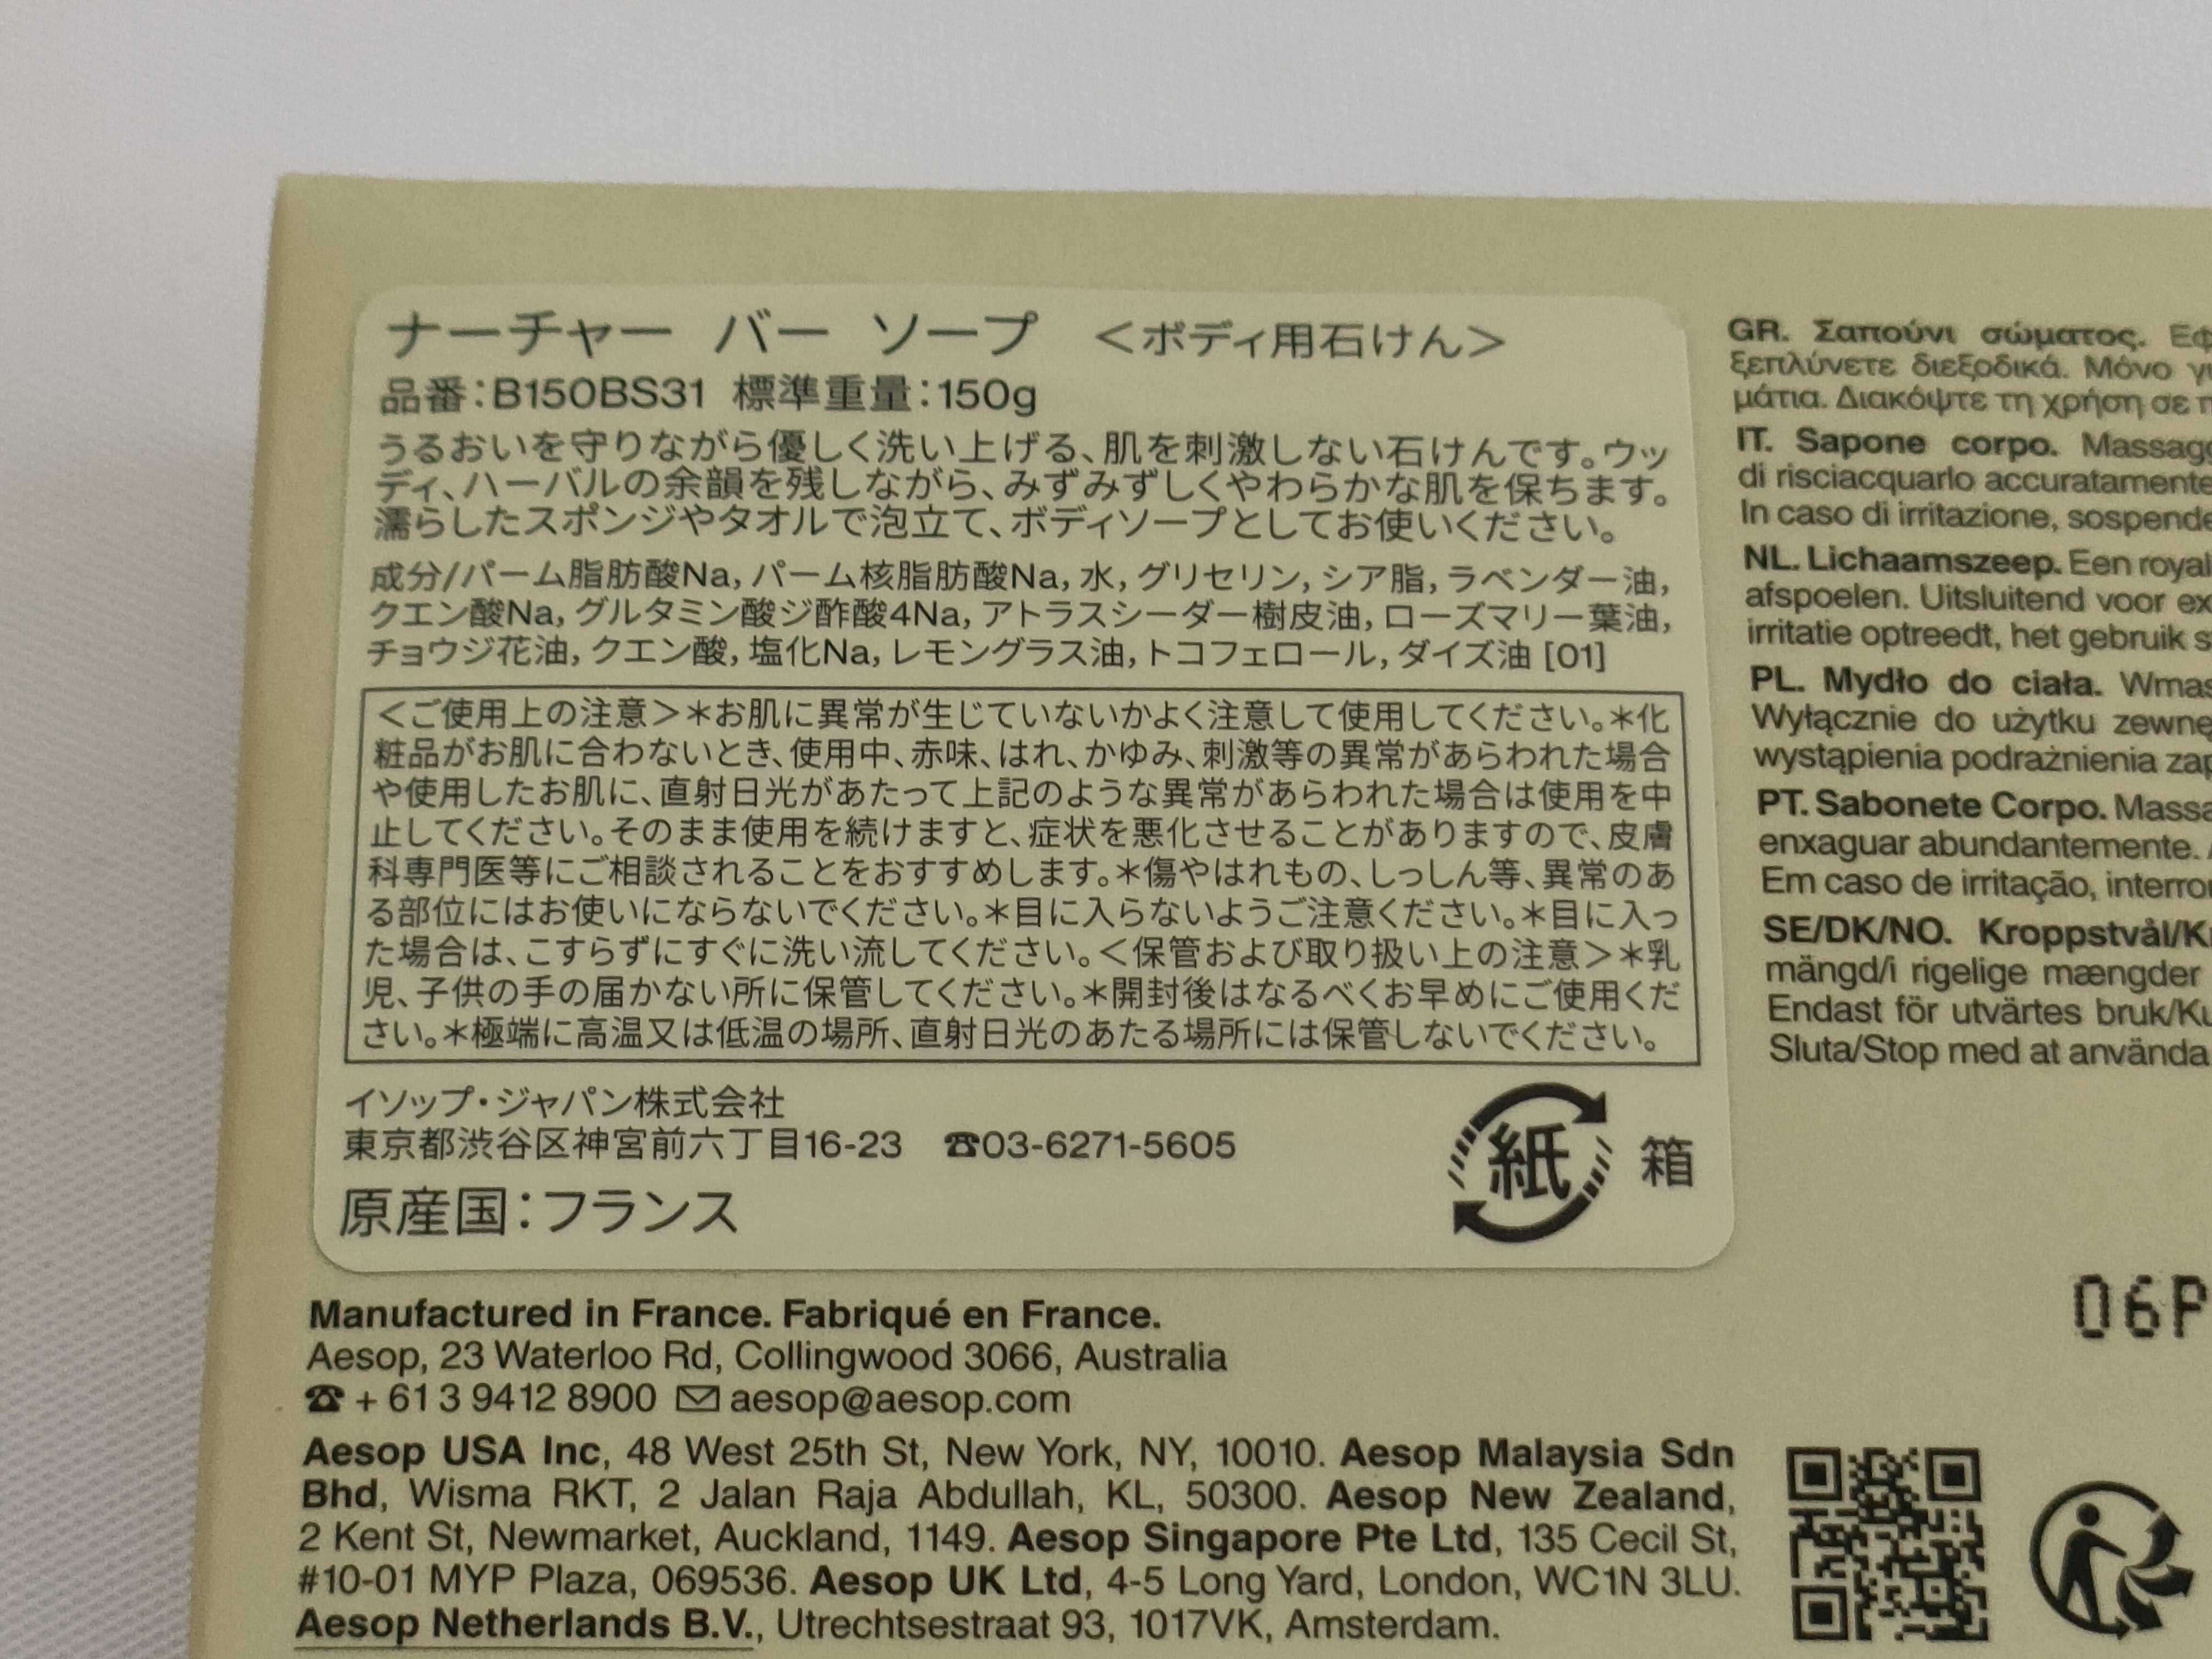 ナーチャー バー ソープ ＜ボディ用石けん＞
品番：B150BS31 標準重量：150g
うるおいを守りながら優しく洗い上げる、肌を刺激しない石けんです。ウッ
ディ、ハーバルの余韻を残しながら、みずみずしくやわらかな肌を保ちます。
濡らしたスポンジやタオルで泡立て、ボディソープとしてお使いください。
成分/パーム脂肪酸Na, パーム核脂肪酸Na, 水, グリセリン, シア脂, ラベンダー油,
クエン酸Na, グルタミン酸ジ酢酸4Na, アトラスシーダー樹皮油, ローズマリー葉油,
チョウジ花油, クエン酸, 塩化Na, レモングラス油, トコフェロール, ダイズ油 [01]
＜ご使用上の注意＞＊お肌に異常が生じていないかよく注意して使用してください。＊化
粧品がお肌に合わないとき、使用中、赤味、はれ、かゆみ、刺激等の異常があらわれた場合
や使用したお肌に、直射日光があたって上記のような異常があらわれた場合は使用を中
止してください。そのまま使用を続けますと、症状を悪化させることがありますので、皮膚
科専門医等にご相談されることをおすすめします。＊傷やはれもの、しっしん等、異常のあ
る部位にはお使いにならないでください。＊目に入らないようご注意ください。＊目に入っ
た場合は、こすらずにすぐに洗い流してください。＜保管および取り扱い上の注意＞＊乳
児、子供の手の届かない所に保管してください。＊開封後はなるべくお早めにご使用くだ
さい。＊極端に高温又は低温の場所、直射日光のあたる場所には保管しないでください。
イソップ・ジャパン株式会社
東京都渋谷区神宮前六丁目16-23 ☎03-6271-5605
紙 箱
原産国：フランス
GR. Σαπούνι σώματος. Εφ
ξεπλύνετε διεξοδικά. Μόνο γι
μάτια. Διακόψτε τη χρήση σε π
IT. Sapone corpo. Massagg
di risciacquarlo accuratamente
In caso di irritazione, sospende
NL. Lichaamszeep. Een royal
afspoelen. Uitsluitend voor ex
irritatie optreedt, het gebruik s
PL. Mydło do ciała. Wmas
Wyłącznie do użytku zewnę
wystąpienia podrażnienia zap
PT. Sabonete Corpo. Massa
enxaguar abundantemente. A
Em caso de irritação, interro
SE/DK/NO. Kroppstvål/K
mängd/i rigelige mængder
Endast för utvärtes bruk/Ku
Sluta/Stop med at använda
06P
Manufactured in France. Fabriqué en France.
Aesop, 23 Waterloo Rd, Collingwood 3066, Australia
☎ + 61 3 9412 8900 ✉ aesop@aesop.com
Aesop USA Inc, 48 West 25th St, New York, NY, 10010. Aesop Malaysia Sdn
Bhd, Wisma RKT, 2 Jalan Raja Abdullah, KL, 50300. Aesop New Zealand,
2 Kent St, Newmarket, Auckland, 1149. Aesop Singapore Pte Ltd, 135 Cecil St,
#10-01 MYP Plaza, 069536. Aesop UK Ltd, 4-5 Long Yard, London, WC1N 3LU.
Aesop Netherlands B.V., Utrechtsestraat 93, 1017VK, Amsterdam.